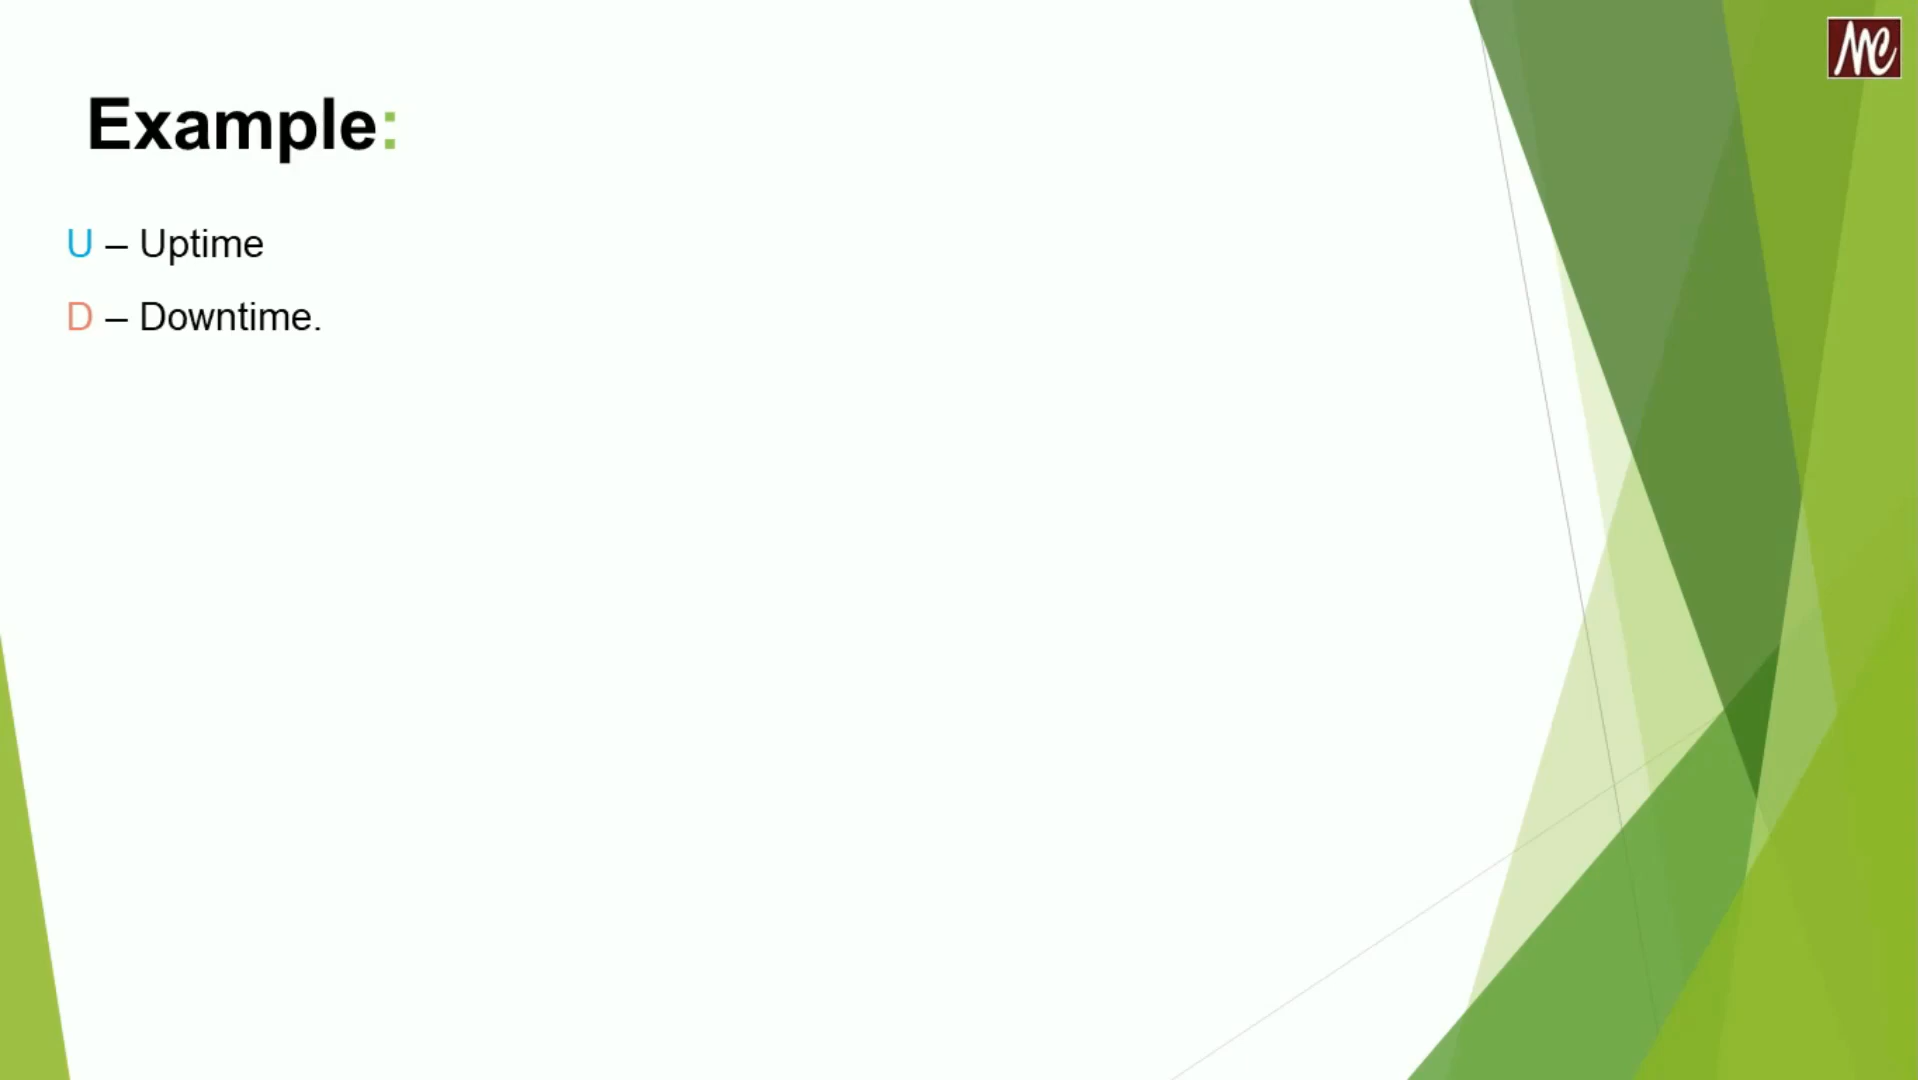 Example:
U – Uptime
D – Downtime.